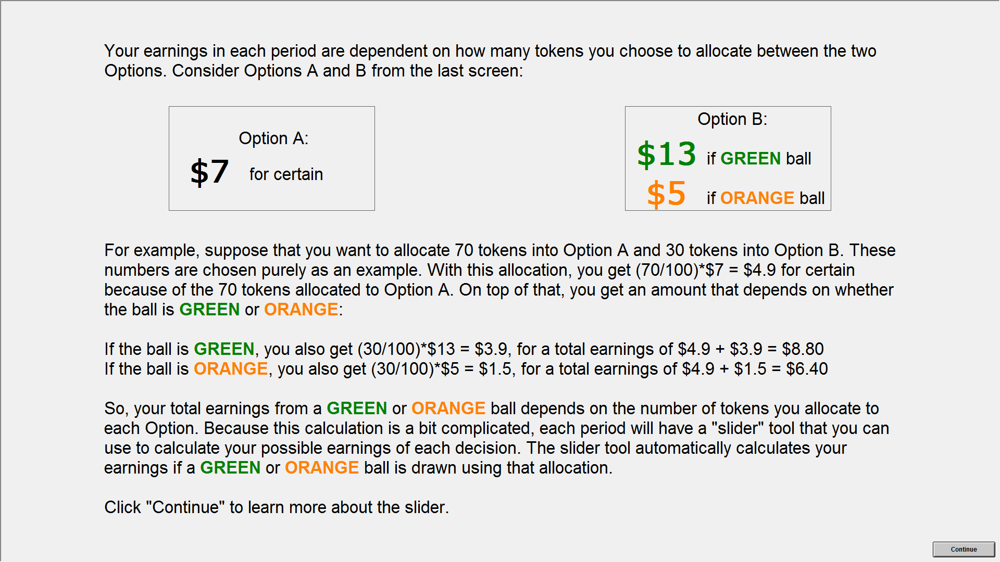 Your earnings in each period are dependent on how many tokens you choose to allocate between the two
Options. Consider Options A and B from the last screen:
Option A:
$7 for certain
Option B:
$13 if GREEN ball
$5 if ORANGE ball
For example, suppose that you want to allocate 70 tokens into Option A and 30 tokens into Option B. These
numbers are chosen purely as an example. With this allocation, you get (70/100)*$7 = $4.9 for certain
because of the 70 tokens allocated to Option A. On top of that, you get an amount that depends on whether
the ball is GREEN or ORANGE:
If the ball is GREEN, you also get (30/100)*$13 = $3.9, for a total earnings of $4.9 + $3.9 = $8.80
If the ball is ORANGE, you also get (30/100)*$5 = $1.5, for a total earnings of $4.9 + $1.5 = $6.40
So, your total earnings from a GREEN or ORANGE ball depends on the number of tokens you allocate to
each Option. Because this calculation is a bit complicated, each period will have a "slider" tool that you can
use to calculate your possible earnings of each decision. The slider tool automatically calculates your
earnings if a GREEN or ORANGE ball is drawn using that allocation.
Click "Continue" to learn more about the slider.
Continue